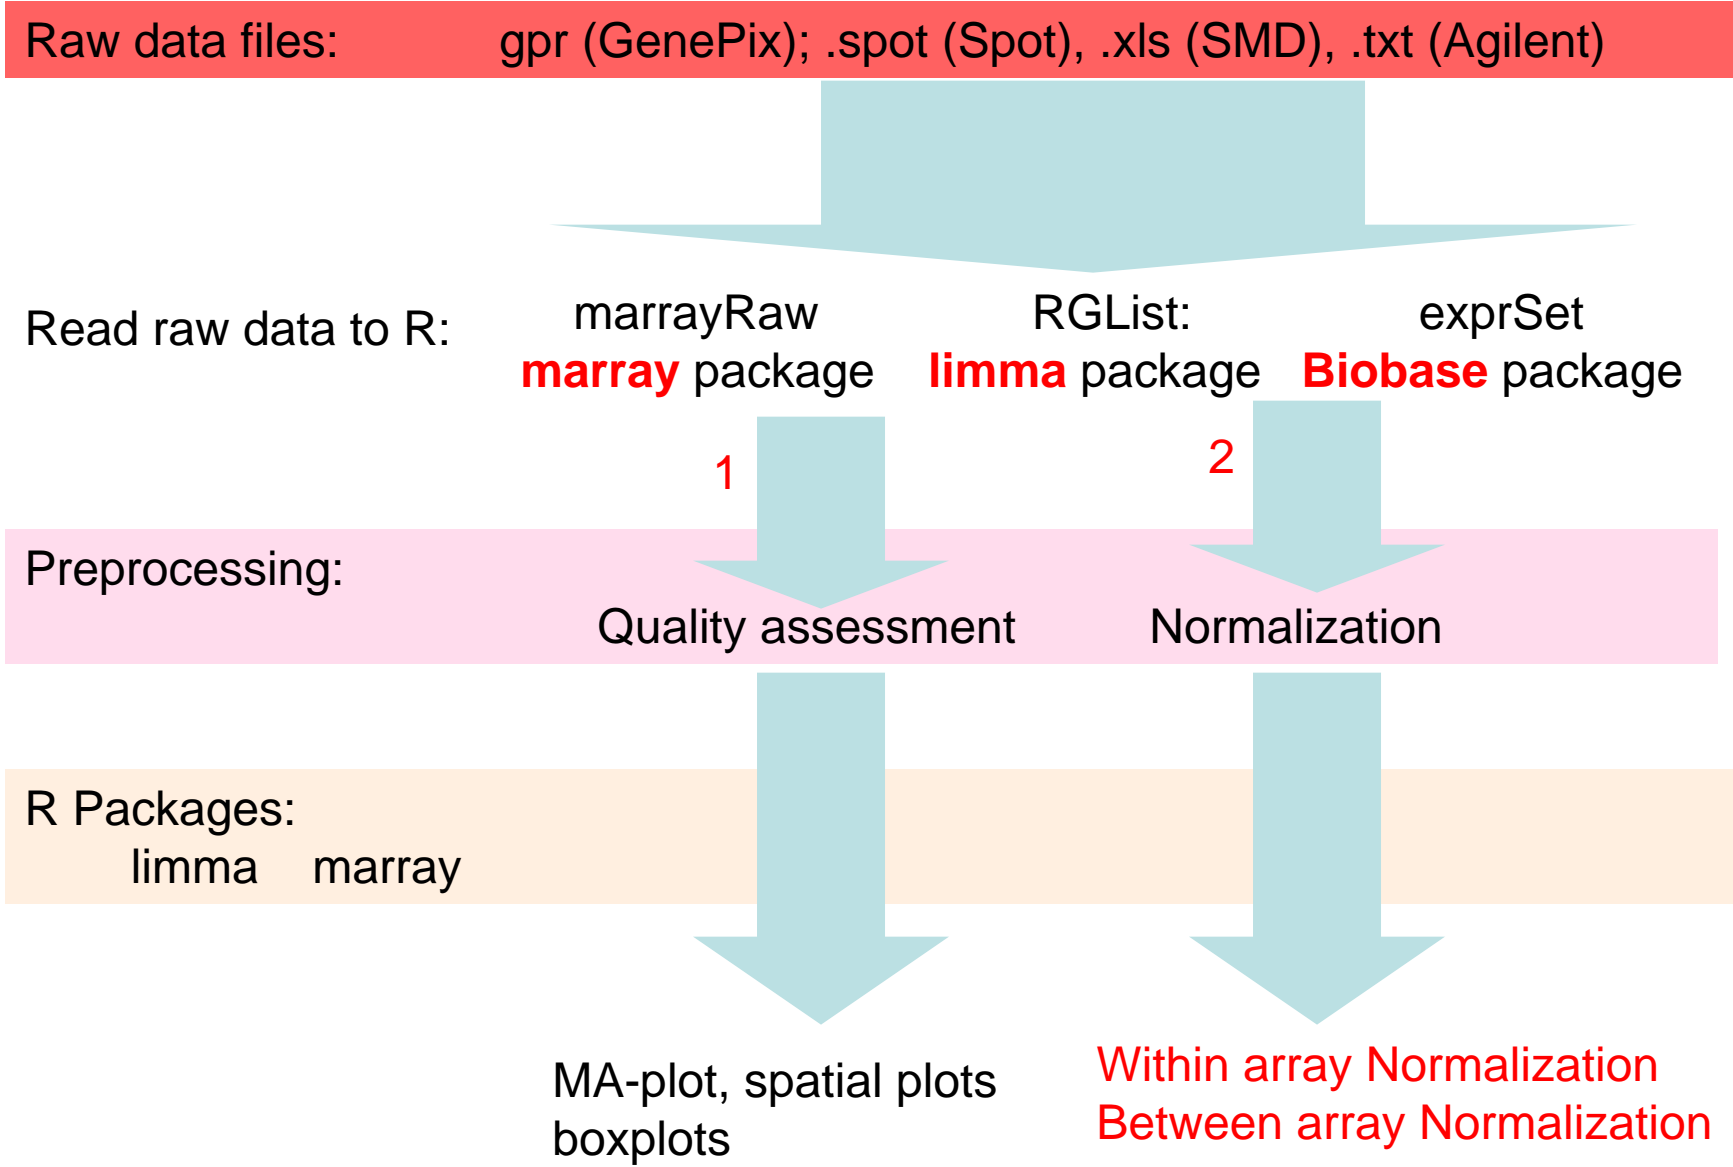 Raw data files: gpr (GenePix); .spot (Spot), .xls (SMD), .txt (Agilent)
Read raw data to R:
marrayRaw
marray package
RGList:
limma package
exprSet
Biobase package
1
2
Preprocessing:
Quality assessment
Normalization
R Packages:
limma marray
MA-plot, spatial plots
boxplots
Within array Normalization
Between array Normalization